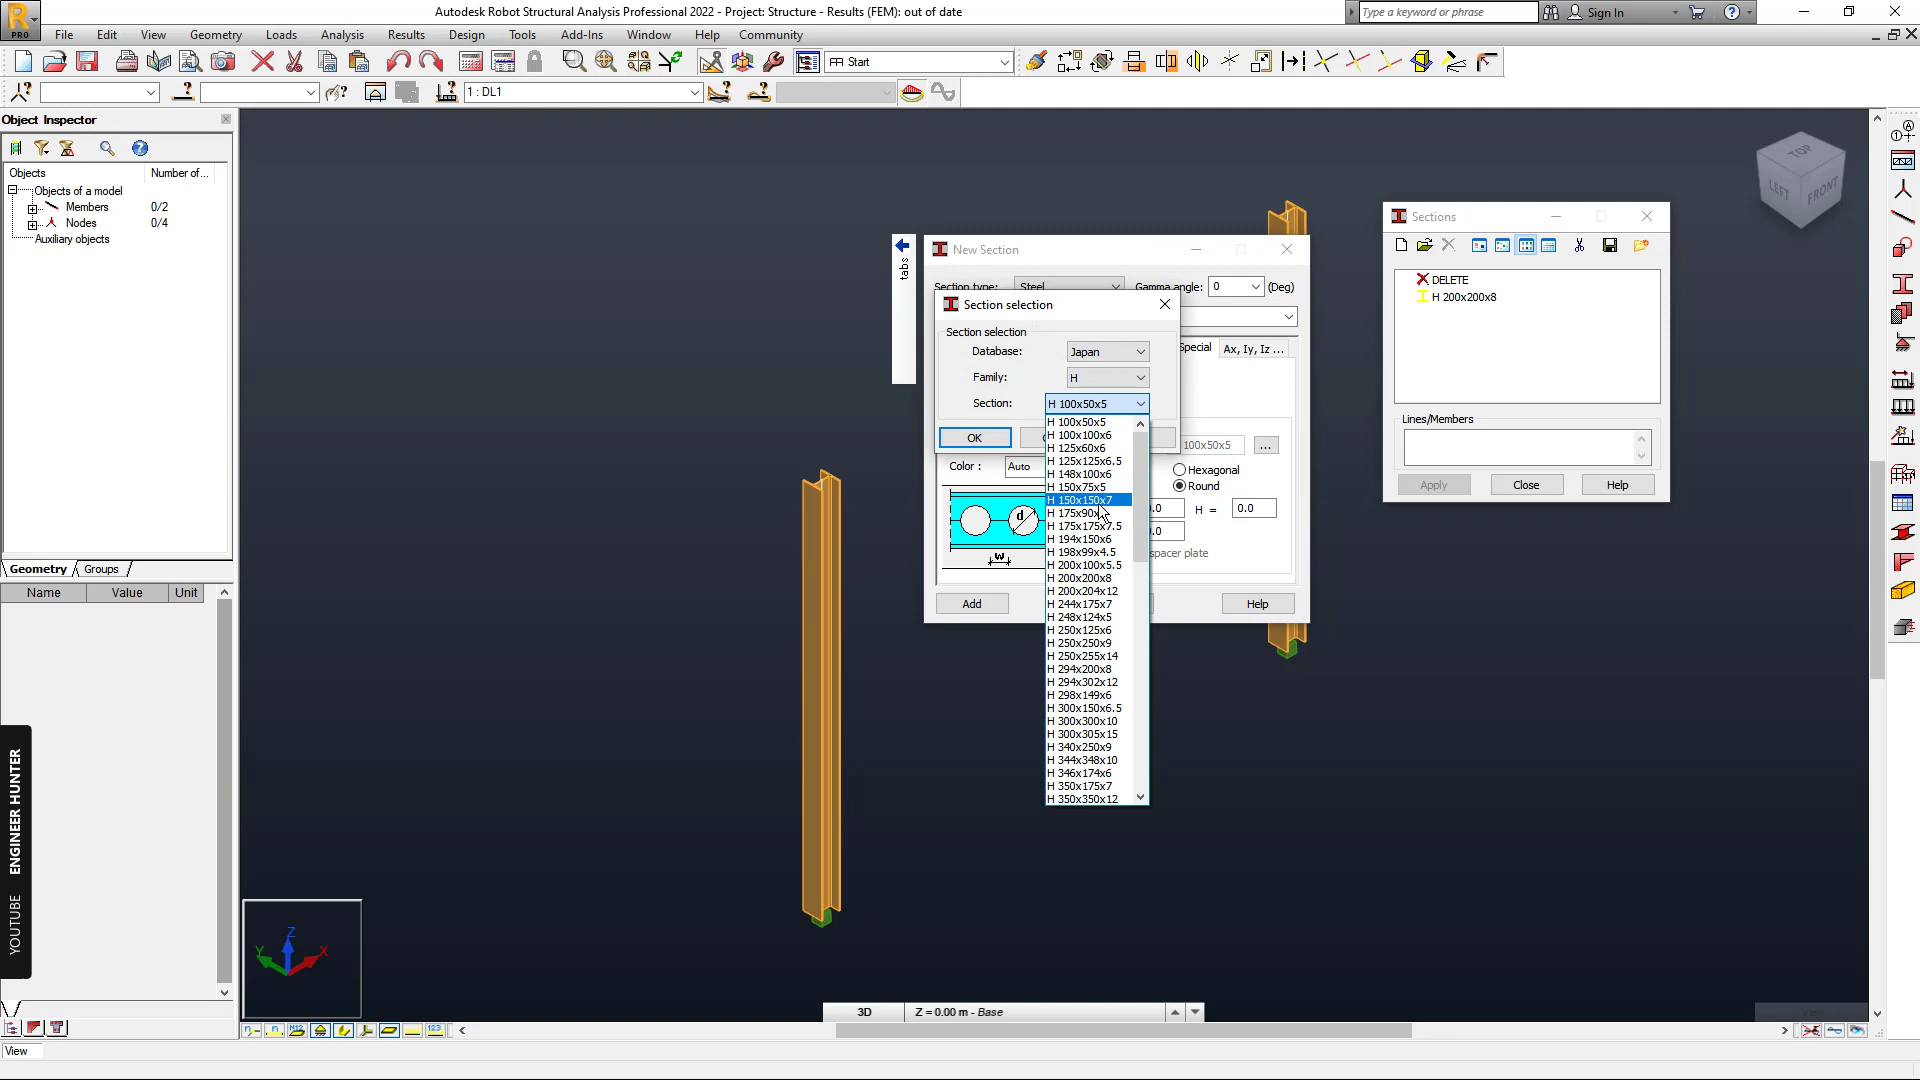 Autodesk Robot Structural Analysis Professional 2022 - Project: Structure - Results (FEM): out of date
Type a keyword or phrase
Sign In
PRO
File Edit View Geometry Loads Analysis Results Design Tools Add-Ins Window Help Community
Start
1 : DL1
Object Inspector
Objects Number of...
Objects of a model
Members 0/2
Nodes 0/4
Auxiliary objects
Geometry Groups
Name Value Unit
YOUTUBE ENGINEER HUNTER
View
tabs
New Section
Section type: Steel Gamma angle: 0 (Deg)
Special Ax, Iy, Iz ...
100x50x5 ...
Color : Auto
Hexagonal
Round
H = 0.0
spacer plate
d
w
Add Help
Section selection
Section selection
Database: Japan
Family: H
Section: H 100x50x5
OK
H 100x50x5
H 100x100x6
H 125x60x6
H 125x125x6.5
H 148x100x6
H 150x75x5
H 150x150x7
H 175x90x
H 175x175x7.5
H 194x150x6
H 198x99x4.5
H 200x100x5.5
H 200x200x8
H 200x204x12
H 244x175x7
H 248x124x5
H 250x125x6
H 250x250x9
H 250x255x14
H 294x200x8
H 294x302x12
H 298x149x6
H 300x150x6.5
H 300x300x10
H 300x305x15
H 340x250x9
H 344x348x10
H 346x174x6
H 350x175x7
H 350x350x12
Sections
DELETE
H 200x200x8
Lines/Members
Apply Close Help
TOP
LEFT FRONT
Z
Y X
3D Z = 0.00 m - Base